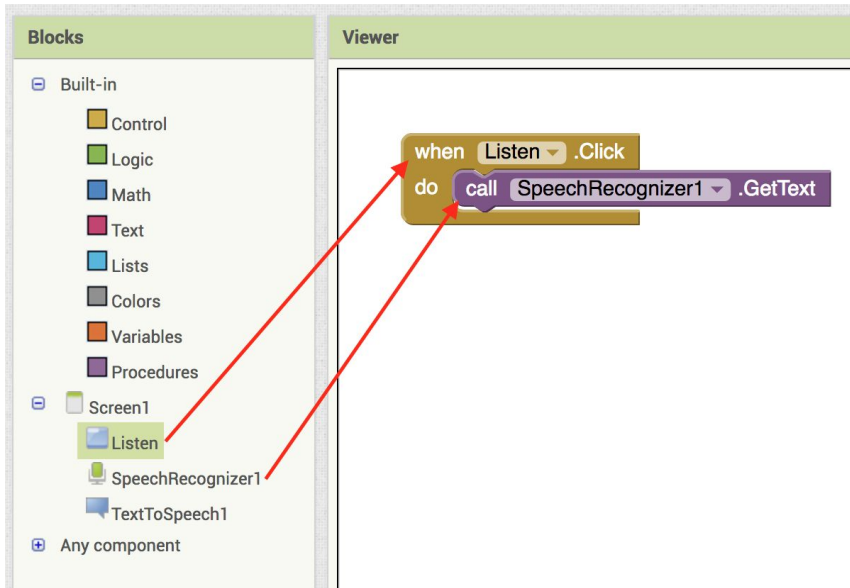 Blocks
Built-in
Control
Logic
Math
Text
Lists
Colors
Variables
Procedures
Screen1
Listen
SpeechRecognizer1
TextToSpeech1
Any component
Viewer
when Listen .Click
do call SpeechRecognizer1 .GetText